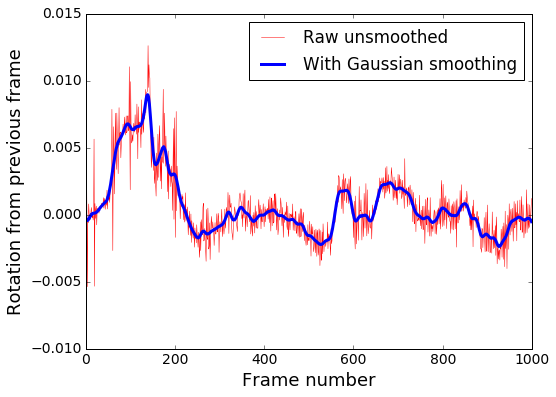 0.015
0.010
0.005
0.000
−0.005
−0.010
Rotation from previous frame
Raw unsmoothed
With Gaussian smoothing
0 200 400 600 800 1000
Frame number